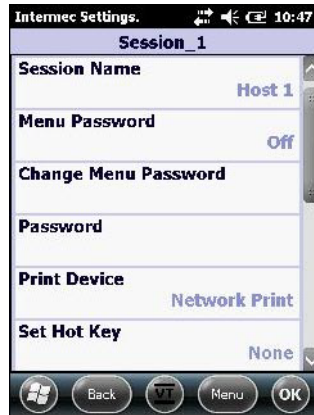 Intermec Settings. 10:47
Session_1
Session Name
Host 1
Menu Password
Off
Change Menu Password
Password
Print Device
Network Print
Set Hot Key
None
Back VT Menu OK